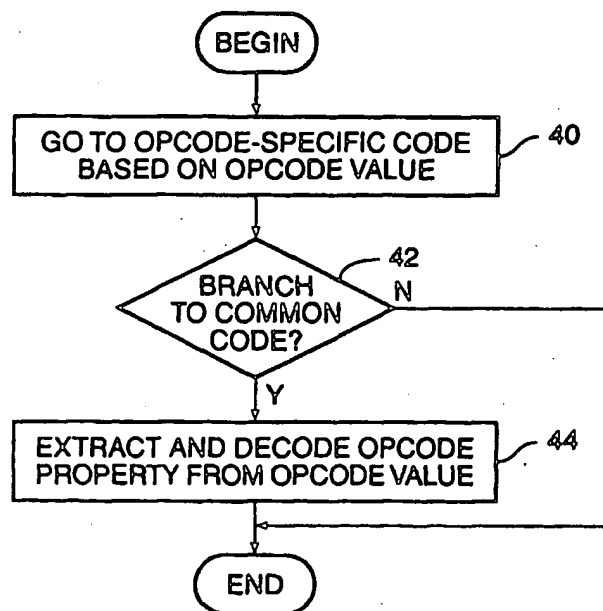 BEGIN
GO TO OPCODE-SPECIFIC CODE
BASED ON OPCODE VALUE
40
42
BRANCH
TO COMMON
CODE?
N
Y
EXTRACT AND DECODE OPCODE
PROPERTY FROM OPCODE VALUE
44
END